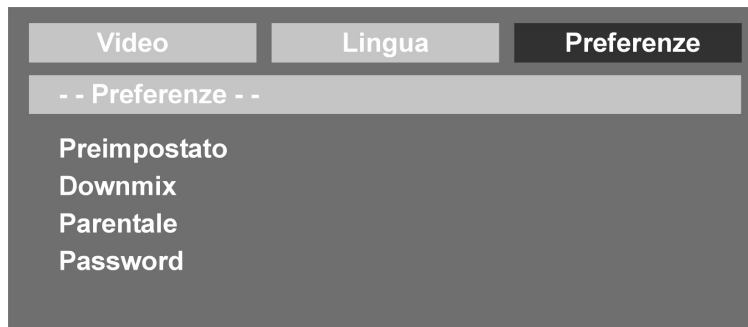 Video Lingua Preferenze
- - Preferenze - -
Preimpostato
Downmix
Parentale
Password